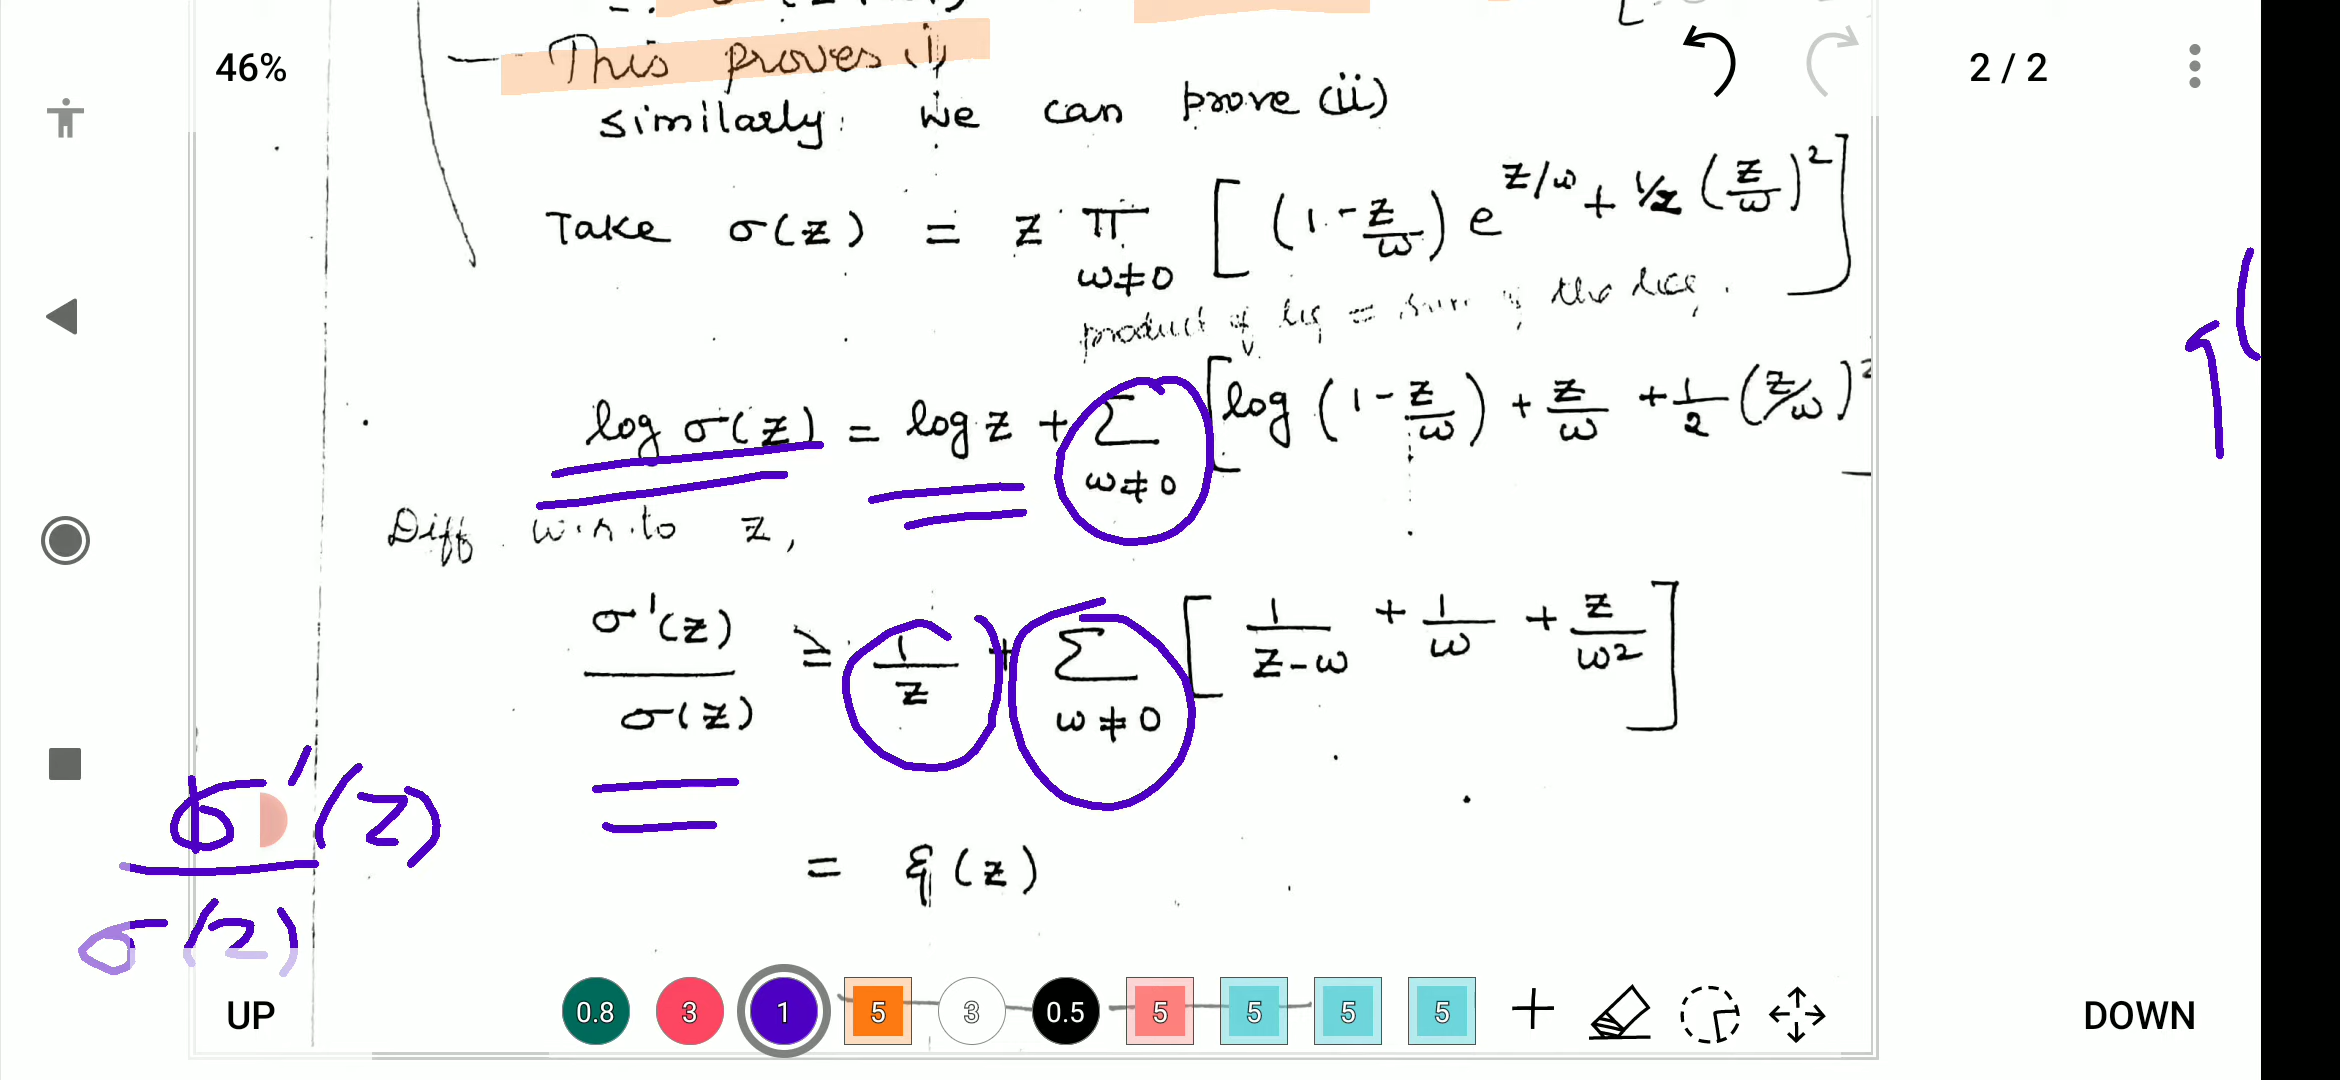 46%
2 / 2
This proves i)
similarly we can prove (ii)
Take σ(z) = z π ω≠0 [(1 - z/ω) e^{z/ω + 1/2 (z/ω)^2}]
product of log = sum of the
log σ(z) = log z + Σ ω≠0 [log (1 - z/ω) + z/ω + 1/2 (z/ω)^2
Diff w.r.to z,
σ'(z)/σ(z) = 1/z + Σ ω≠0 [1/(z-ω) + 1/ω + z/ω2]
σ'(z)/σ(z)
= ξ(z)
UP 0.8 3 1 5 3 0.5 5 5 5 5 DOWN